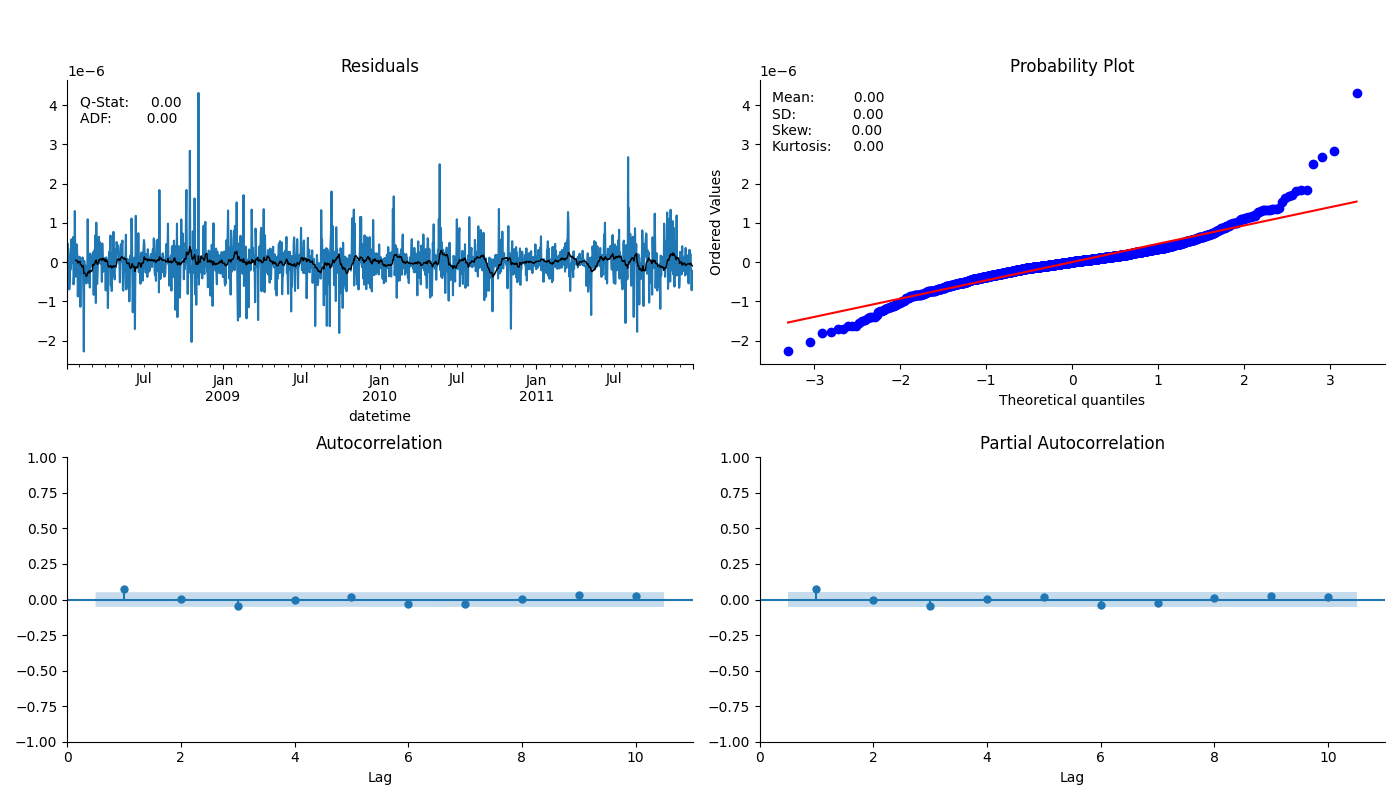 Residuals
1e−6
Q-Stat: 0.00
ADF: 0.00
4
3
2
1
0
−1
−2
Jul
Jan
2009
Jul
Jan
2010
Jul
Jan
2011
Jul
datetime
Probability Plot
1e−6
Mean: 0.00
SD: 0.00
Skew: 0.00
Kurtosis: 0.00
Ordered Values
4
3
2
1
0
−1
−2
−3 −2 −1 0 1 2 3
Theoretical quantiles
Autocorrelation
1.00
0.75
0.50
0.25
0.00
−0.25
−0.50
−0.75
−1.00
0 2 4 6 8 10
Lag
Partial Autocorrelation
1.00
0.75
0.50
0.25
0.00
−0.25
−0.50
−0.75
−1.00
0 2 4 6 8 10
Lag